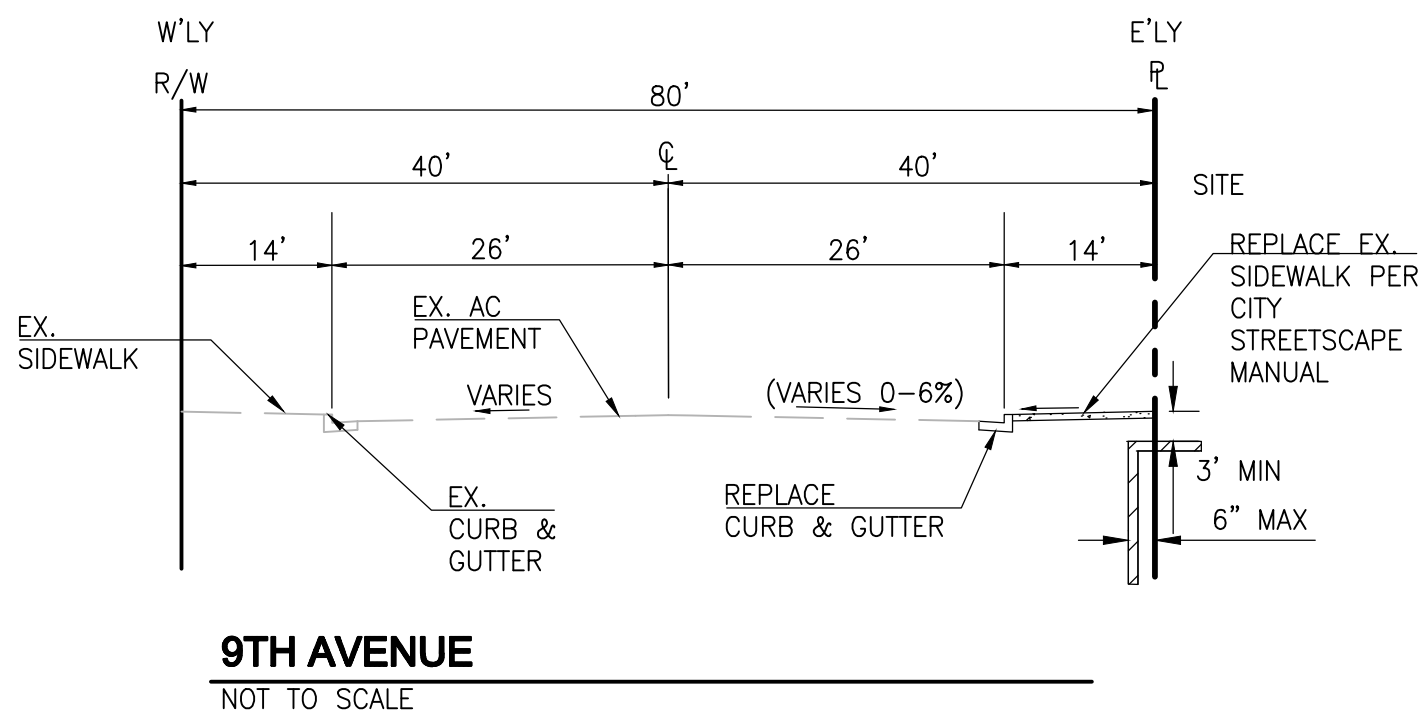 W'LY
R/W
E'LY
PL
80'
40'
CL
40'
SITE
14'
26'
26'
14'
REPLACE EX.
SIDEWALK PER
CITY
STREETSCAPE
MANUAL
EX.
SIDEWALK
EX. AC
PAVEMENT
VARIES
(VARIES 0-6%)
EX.
CURB &
GUTTER
REPLACE
CURB & GUTTER
3' MIN
6" MAX
9TH AVENUE
NOT TO SCALE